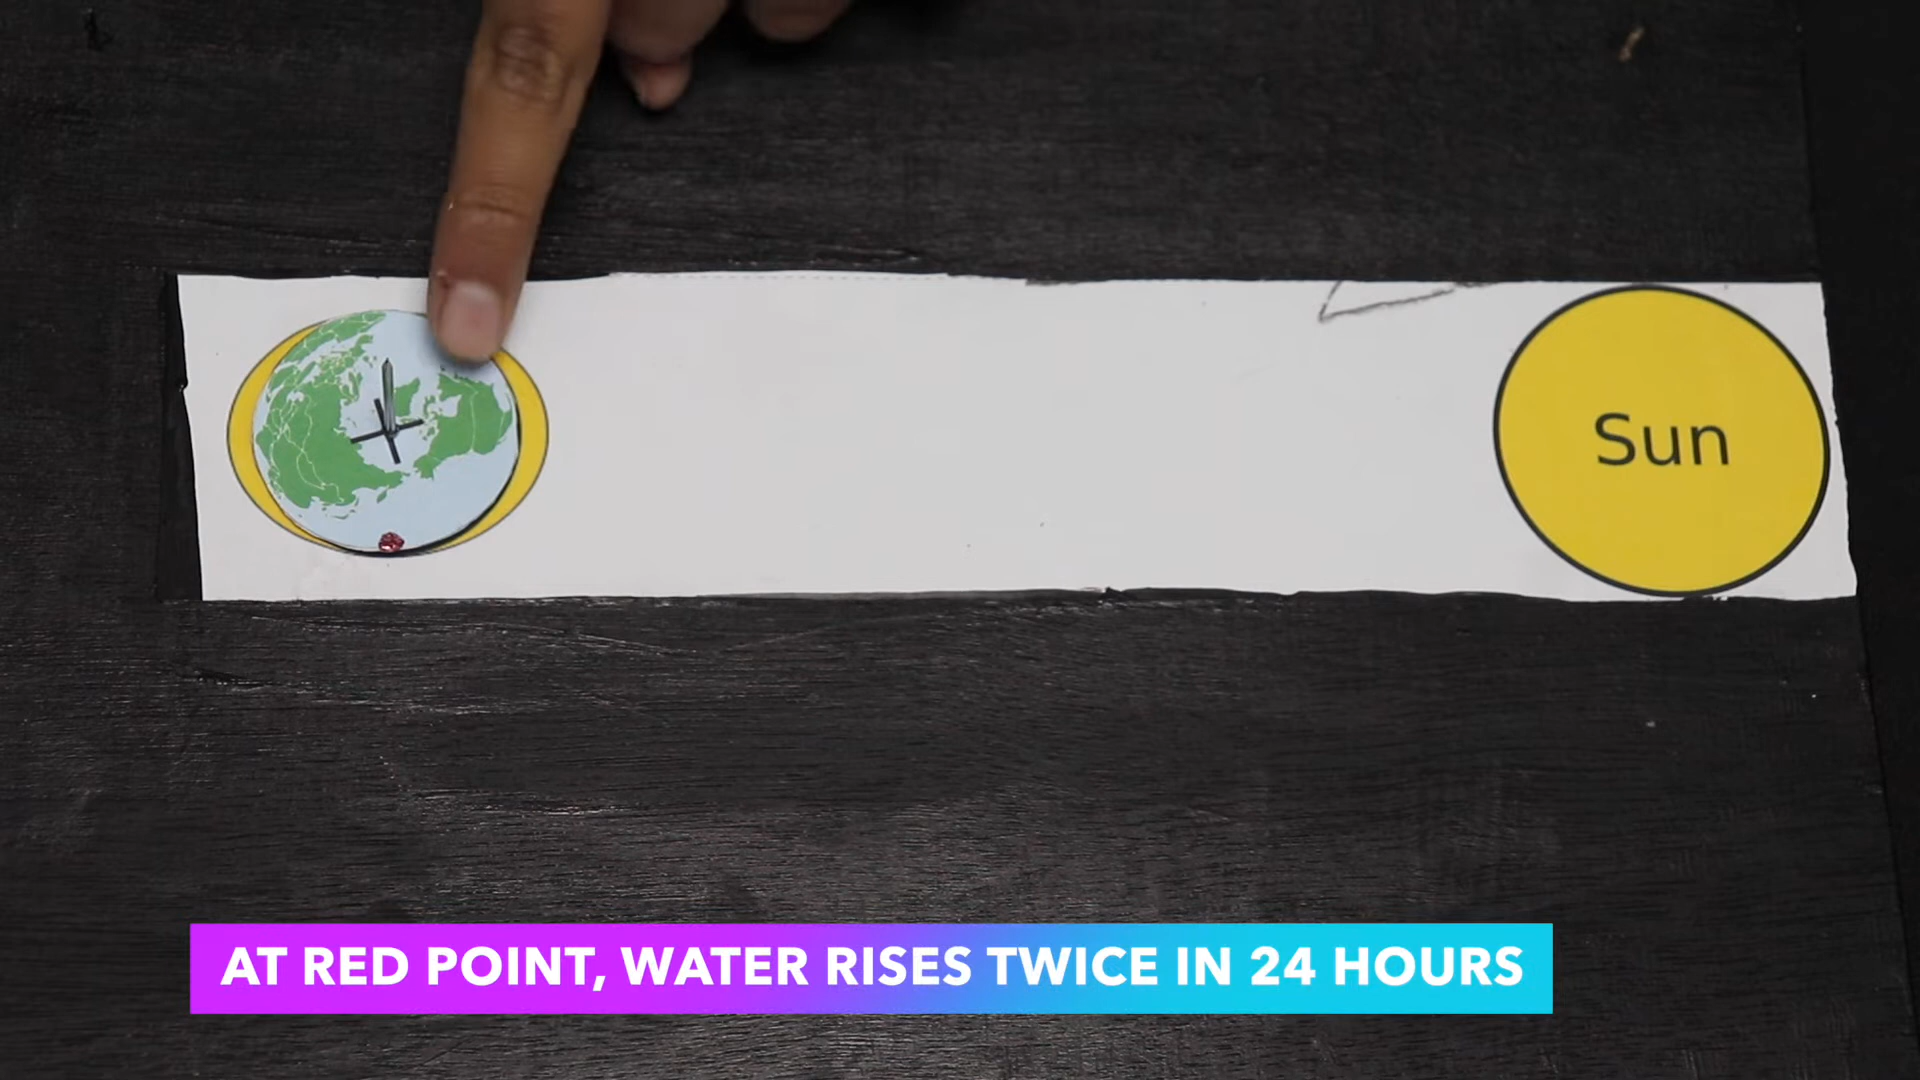 Sun
AT RED POINT, WATER RISES TWICE IN 24 HOURS